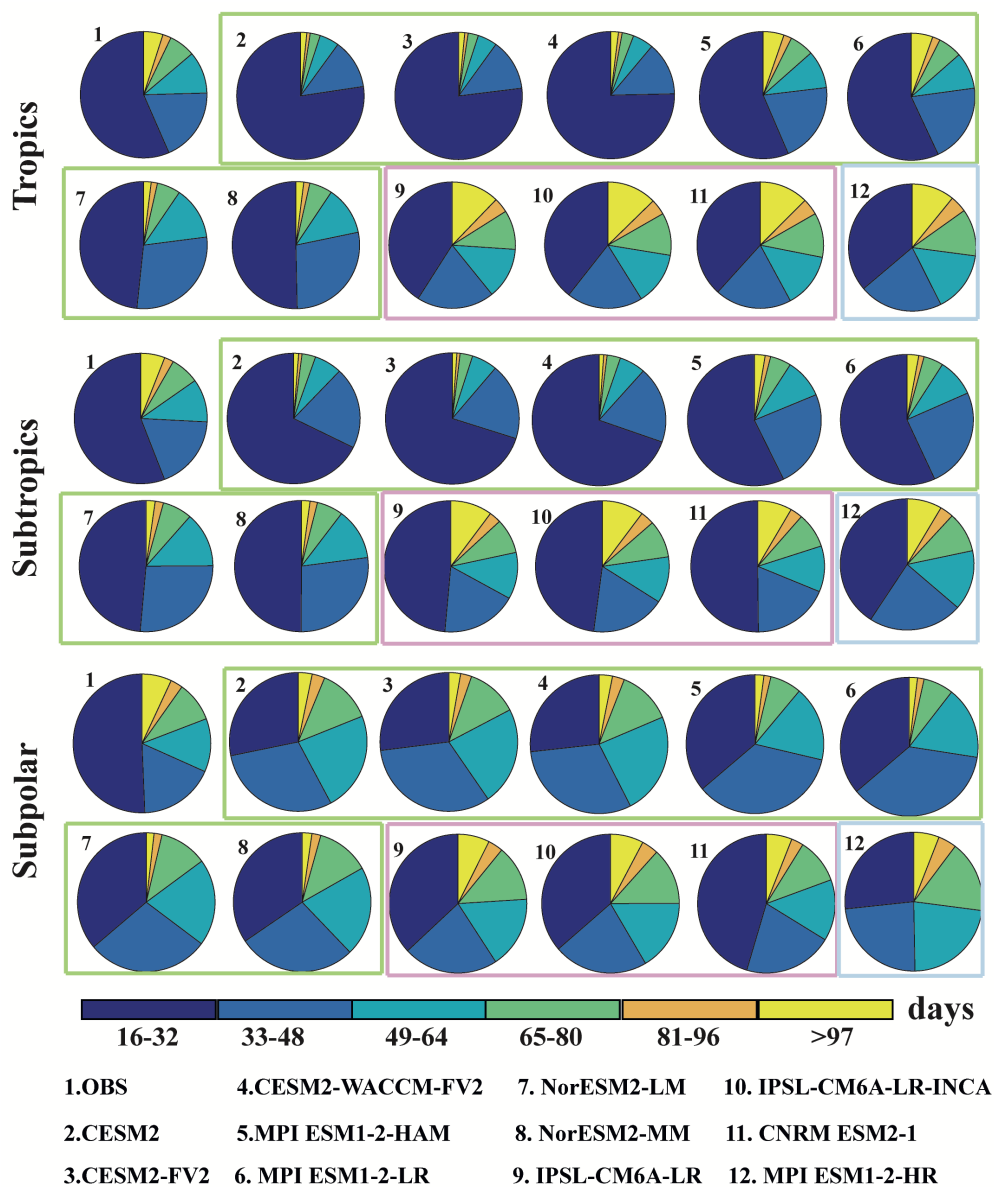 Tropics
1 2 3 4 5 6
7 8 9 10 11 12
Subtropics
1 2 3 4 5 6
7 8 9 10 11 12
Subpolar
1 2 3 4 5 6
7 8 9 10 11 12
days
16-32 33-48 49-64 65-80 81-96 >97
1.OBS 4.CESM2-WACCM-FV2 7. NorESM2-LM 10. IPSL-CM6A-LR-INCA
2.CESM2 5.MPI ESM1-2-HAM 8. NorESM2-MM 11. CNRM ESM2-1
3.CESM2-FV2 6. MPI ESM1-2-LR 9. IPSL-CM6A-LR 12. MPI ESM1-2-HR